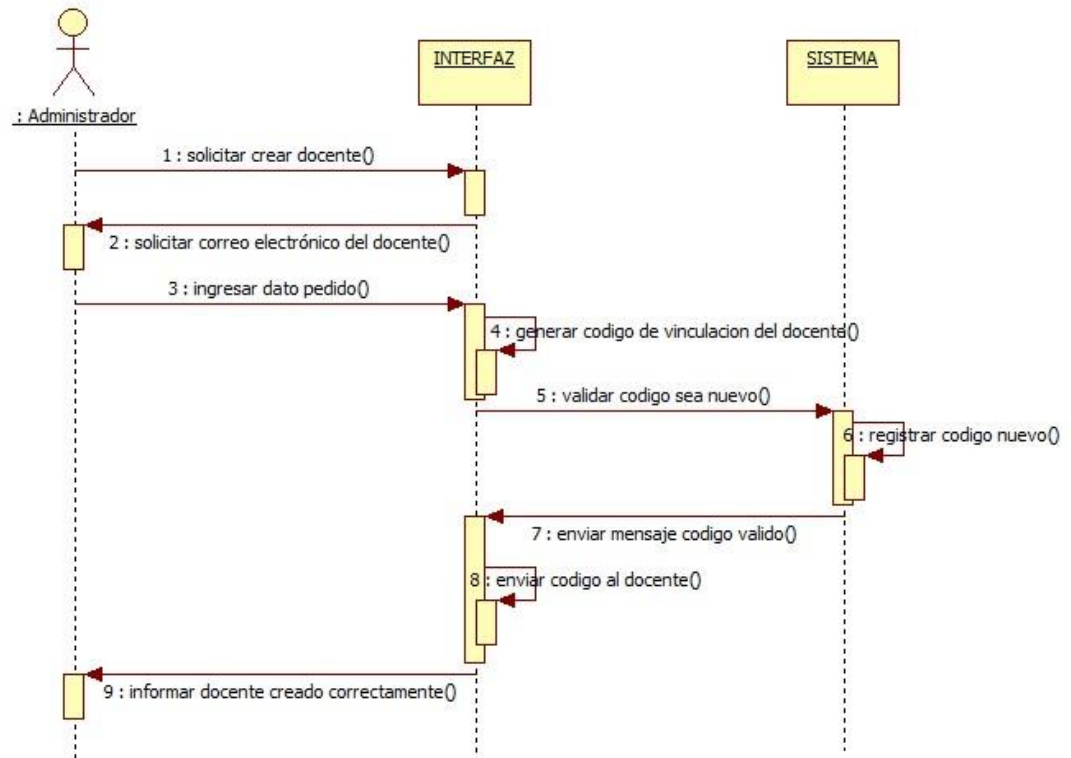 INTERFAZ
SISTEMA
: Administrador
1 : solicitar crear docente()
2 : solicitar correo electrónico del docente()
3 : ingresar dato pedido()
4 : generar codigo de vinculacion del docente()
5 : validar codigo sea nuevo()
6 : registrar codigo nuevo()
7 : enviar mensaje codigo valido()
8 : enviar codigo al docente()
9 : informar docente creado correctamente()